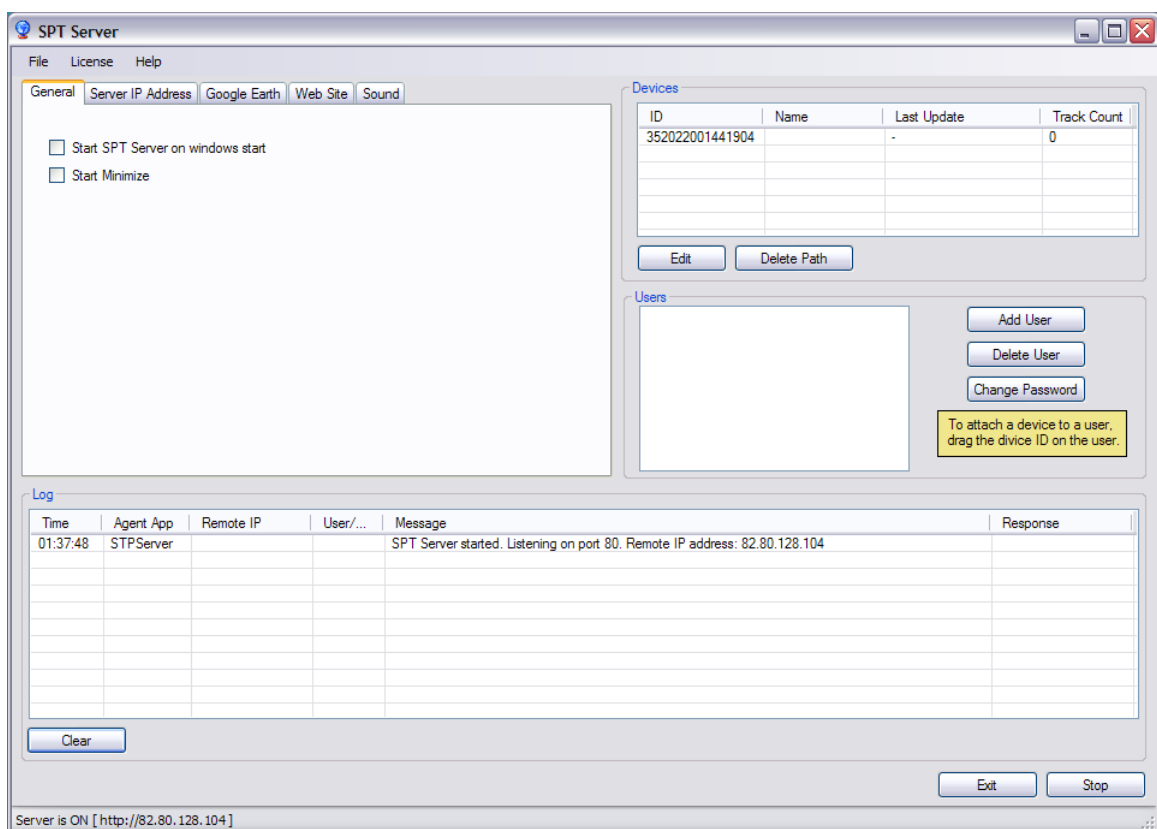 SPT Server
File License Help
General Server IP Address Google Earth Web Site Sound
Start SPT Server on windows start
Start Minimize
Devices
ID Name Last Update Track Count
352022001441904 - 0
Edit Delete Path
Users
Add User
Delete User
Change Password
To attach a device to a user,
drag the divice ID on the user.
Log
Time Agent App Remote IP User/... Message Response
01:37:48 STPServer SPT Server started. Listening on port 80. Remote IP address: 82.80.128.104
Clear
Exit Stop
Server is ON [ http://82.80.128.104 ]